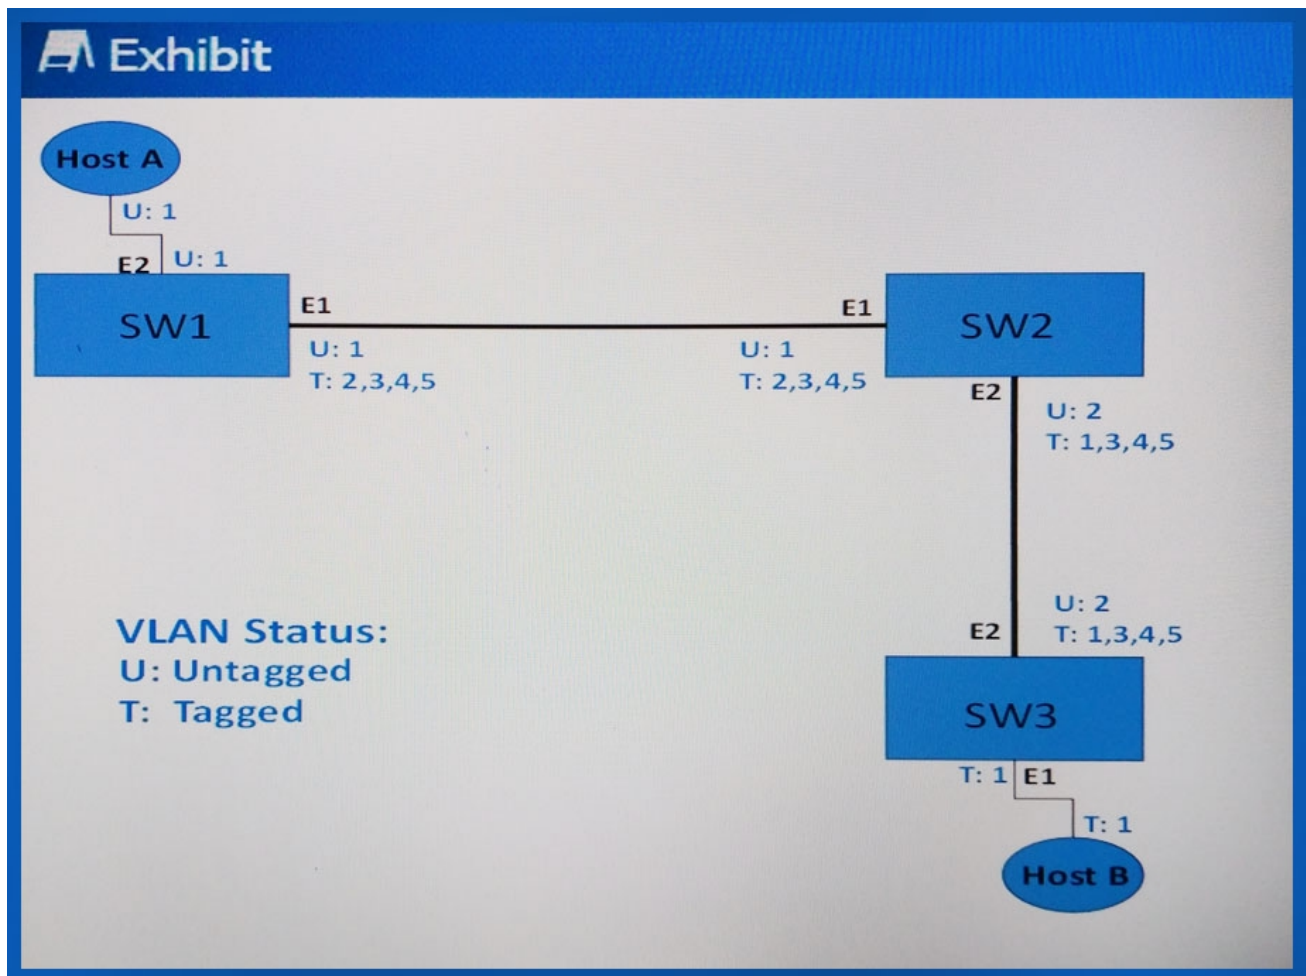 Exhibit
Host A
U: 1
E2 U: 1
SW1
E1
U: 1
T: 2,3,4,5
E1
U: 1
T: 2,3,4,5
SW2
E2
U: 2
T: 1,3,4,5
U: 2
E2
T: 1,3,4,5
SW3
T: 1 E1
T: 1
Host B
VLAN Status:
U: Untagged
T: Tagged